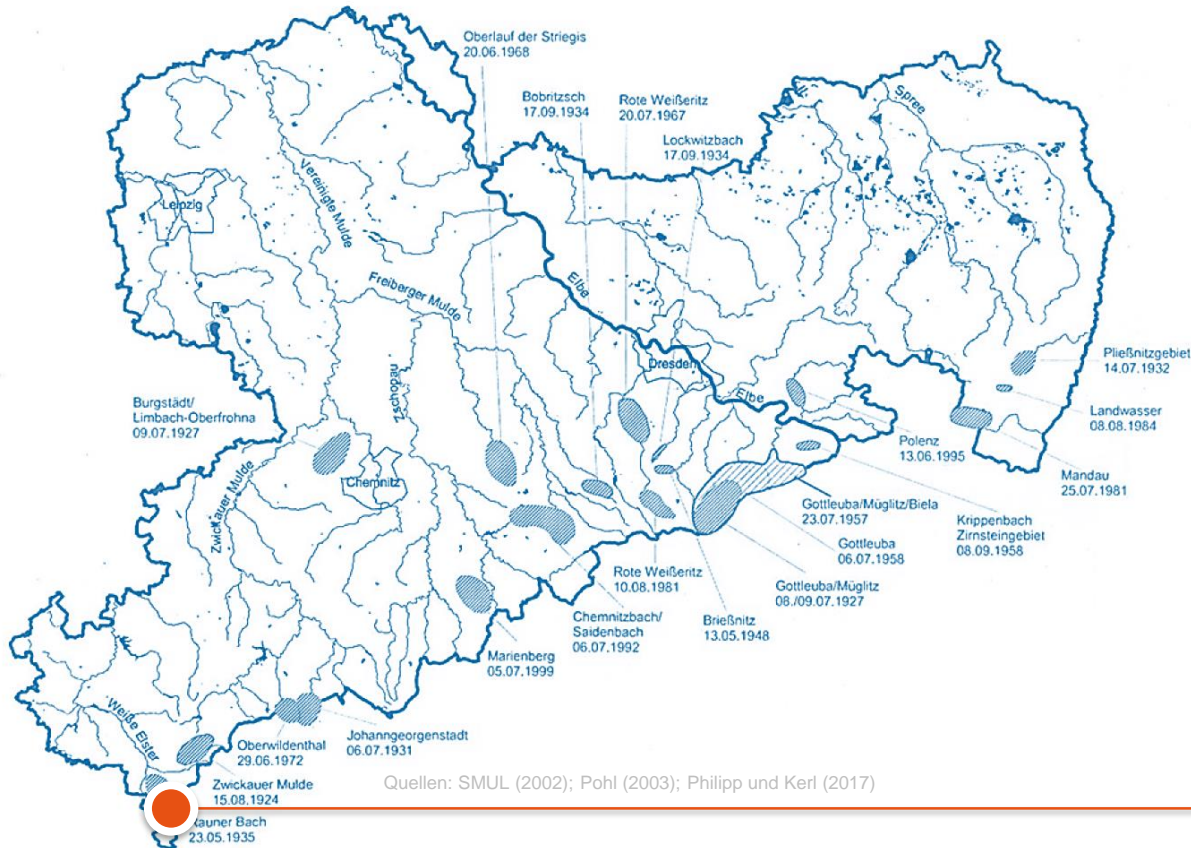 Oberlauf der Striegis
20.06.1968
Bobritzsch
17.09.1934
Rote Weißeritz
20.07.1967
Lockwitzbach
17.09.1934
Spree
Vereinigte Mulde
Leipzig
Freiberger Mulde
Elbe
Dresden
Elbe
Zschopau
Pließnitzgebiet
14.07.1932
Landwasser
08.08.1984
Mandau
25.07.1981
Polenz
13.06.1995
Burgstädt/
Limbach-Oberfrohna
09.07.1927
Chemnitz
Zwickauer Mulde
Gottleuba/Müglitz/Biela
23.07.1957
Krippenbach
Zirnsteingebiet
08.09.1958
Gottleuba
06.07.1958
Gottleuba/Müglitz
08./09.07.1927
Rote Weißeritz
10.08.1981
Brießnitz
13.05.1948
Chemnitzbach/
Saidenbach
06.07.1992
Marienberg
05.07.1999
Weiße Elster
Johanngeorgenstadt
06.07.1931
Oberwildenthal
29.06.1972
Zwickauer Mulde
15.08.1924
Quellen: SMUL (2002); Pohl (2003); Philipp und Kerl (2017)
Bach
23.05.1935